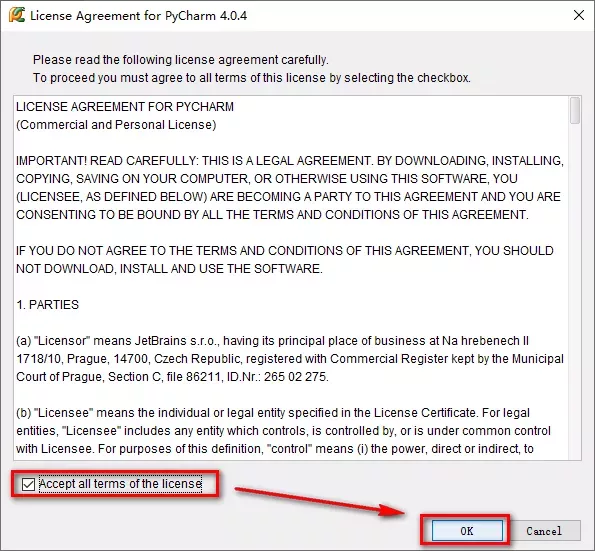 License Agreement for PyCharm 4.0.4
Please read the following license agreement carefully.
To proceed you must agree to all terms of this license by selecting the checkbox.
LICENSE AGREEMENT FOR PYCHARM
(Commercial and Personal License)
IMPORTANT! READ CAREFULLY: THIS IS A LEGAL AGREEMENT. BY DOWNLOADING, INSTALLING,
COPYING, SAVING ON YOUR COMPUTER, OR OTHERWISE USING THIS SOFTWARE, YOU
(LICENSEE, AS DEFINED BELOW) ARE BECOMING A PARTY TO THIS AGREEMENT AND YOU ARE
CONSENTING TO BE BOUND BY ALL THE TERMS AND CONDITIONS OF THIS AGREEMENT.
IF YOU DO NOT AGREE TO THE TERMS AND CONDITIONS OF THIS AGREEMENT, YOU SHOULD
NOT DOWNLOAD, INSTALL AND USE THE SOFTWARE.
1. PARTIES
(a) "Licensor" means JetBrains s.r.o., having its principal place of business at Na hrebenech II
1718/10, Prague, 14700, Czech Republic, registered with Commercial Register kept by the Municipal
Court of Prague, Section C, file 86211, ID.Nr.: 265 02 275.
(b) "Licensee" means the individual or legal entity specified in the License Certificate. For legal
entities, "Licensee" includes any entity which controls, is controlled by, or is under common control
with Licensee. For purposes of this definition, "control" means (i) the power, direct or indirect, to
Accept all terms of the license
OK
Cancel